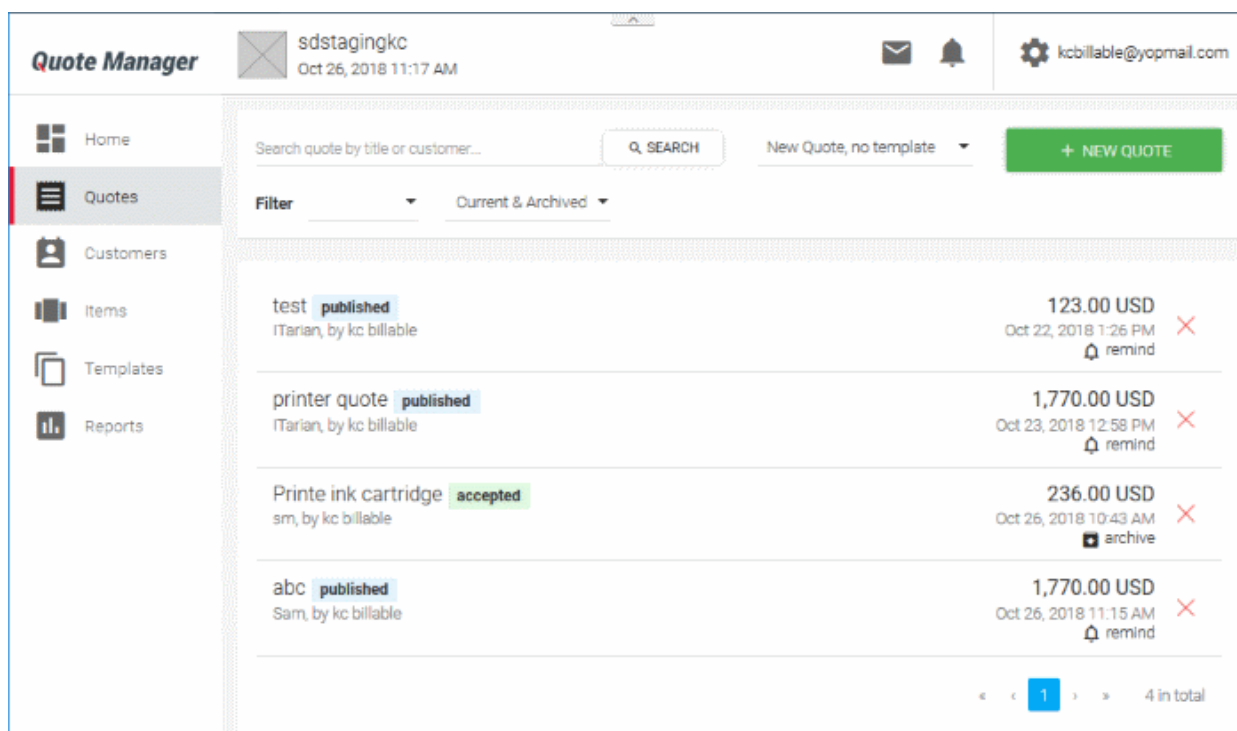 Quote Manager
sdstagingkc
Oct 26, 2018 11:17 AM
kcbillable@yopmail.com
Home
Quotes
Customers
Items
Templates
Reports
Search quote by title or customer...
SEARCH
New Quote, no template
+ NEW QUOTE
Filter
Current & Archived
test published
ITarian, by kc billable
123.00 USD
Oct 22, 2018 1:26 PM
remind
printer quote published
ITarian, by kc billable
1,770.00 USD
Oct 23, 2018 12:58 PM
remind
Printe ink cartridge accepted
sm, by kc billable
236.00 USD
Oct 26, 2018 10:43 AM
archive
abc published
Sam, by kc billable
1,770.00 USD
Oct 26, 2018 11:15 AM
remind
« ‹ 1 › » 4 in total